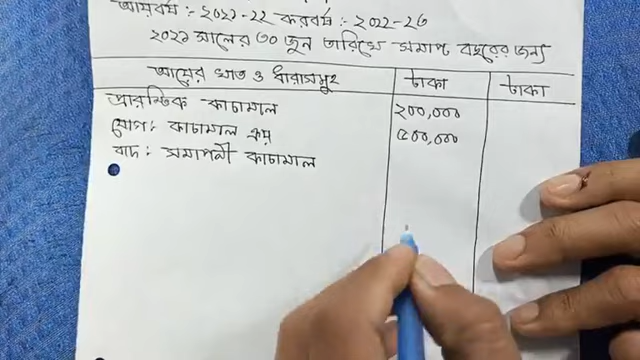 আয়বর্ষ :- ২০২১-২২ করবর্ষ :- ২০২২-২৩
২০২১ সালের ৩০ জুন তারিখে সমাপ্ত বছরের জন্য
আয়ের খাত ও ধারাসমূহ টাকা টাকা
প্রারম্ভিক কাচামাল ২০০,০০০
যোগ: কাচামাল ক্রয় ৫০০,০০০
বাদ: সমাপনী কাচামাল